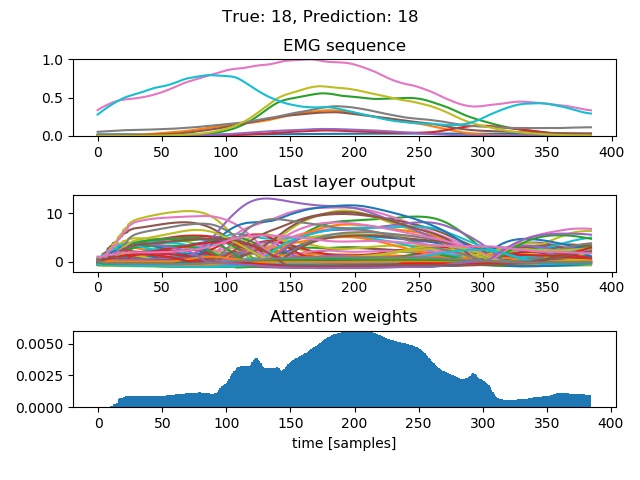 True: 18, Prediction: 18
EMG sequence
1.0
0.5
0.0
0 50 100 150 200 250 300 350 400
Last layer output
10
0
0 50 100 150 200 250 300 350 400
Attention weights
0.0050
0.0025
0.0000
0 50 100 150 200 250 300 350 400
time [samples]